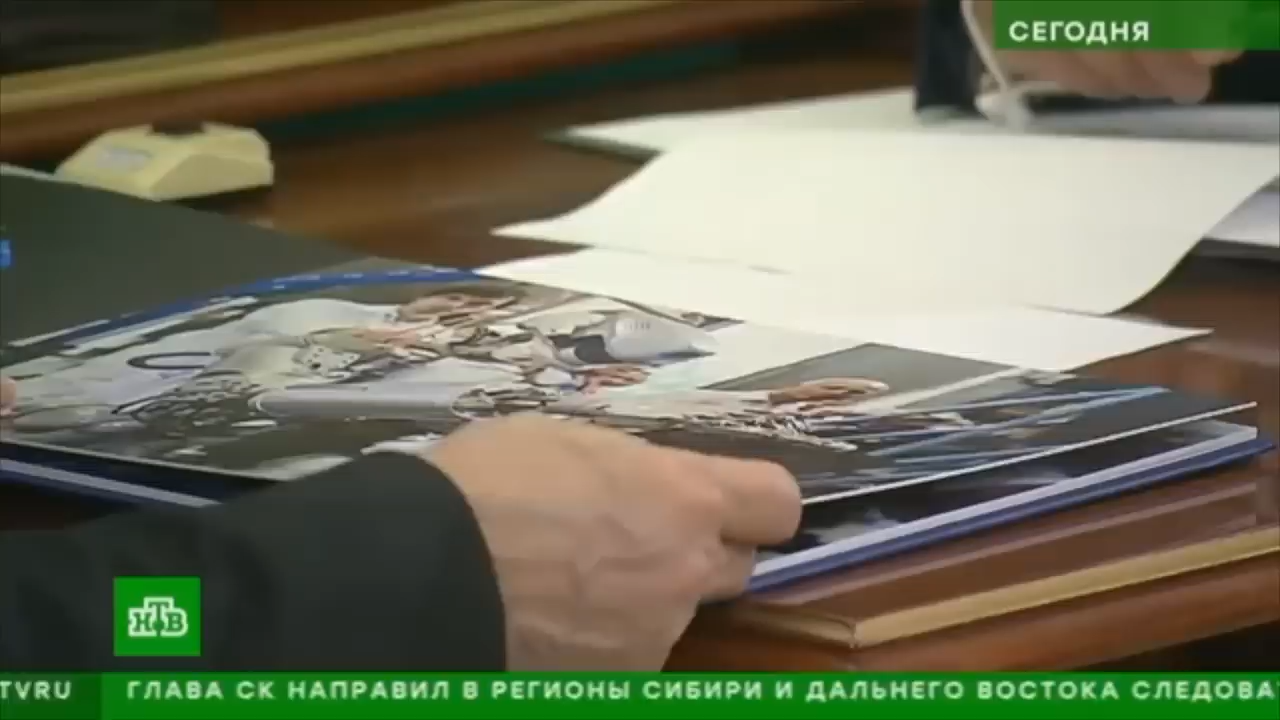 СЕГОДНЯ
НТВ
TVRU
ГЛАВА СК НАПРАВИЛ В РЕГИОНЫ СИБИРИ И ДАЛЬНЕГО ВОСТОКА